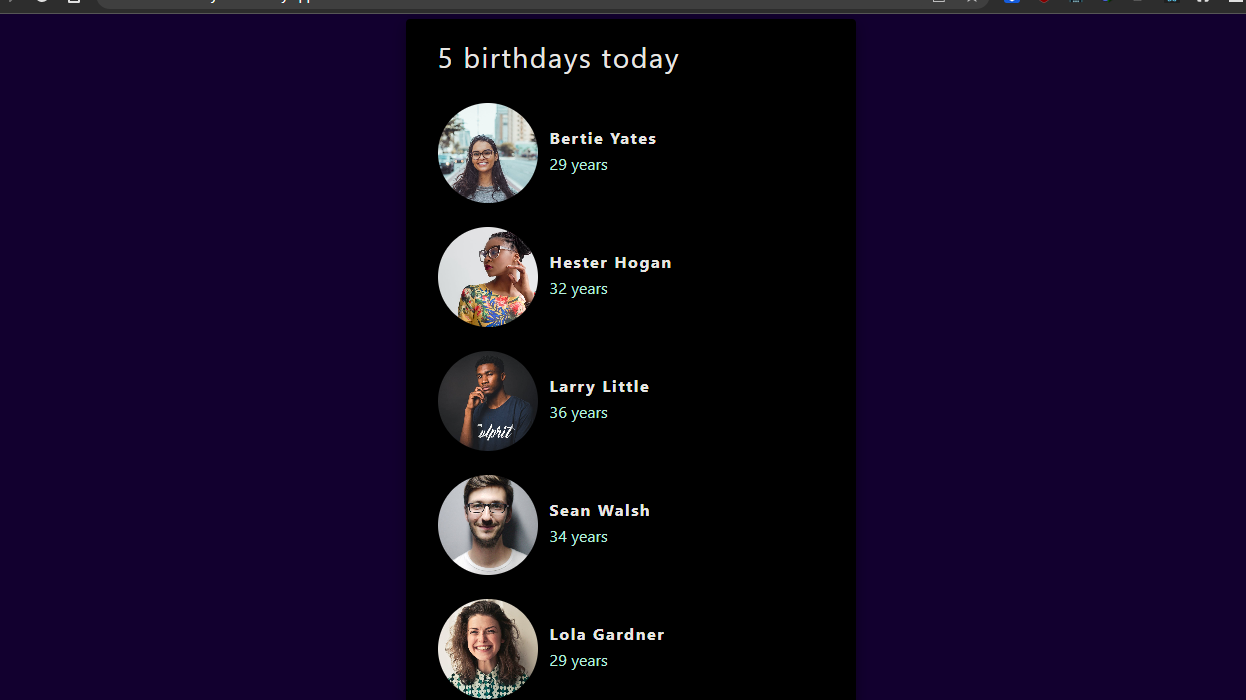 5 birthdays today
Bertie Yates
29 years
Hester Hogan
32 years
Larry Little
36 years
Sean Walsh
34 years
Lola Gardner
29 years